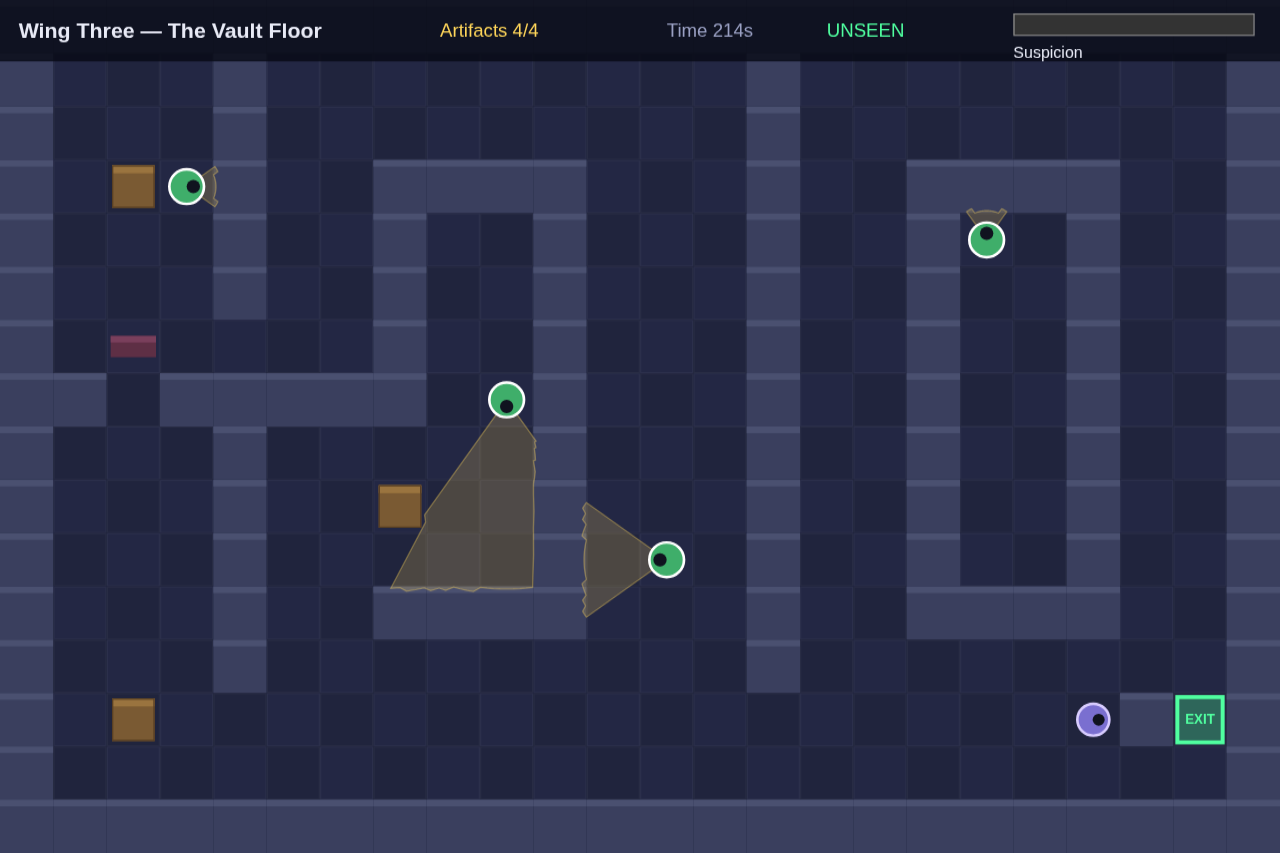 Wing Three — The Vault Floor
Artifacts 4/4
Time 214s
UNSEEN
Suspicion
EXIT